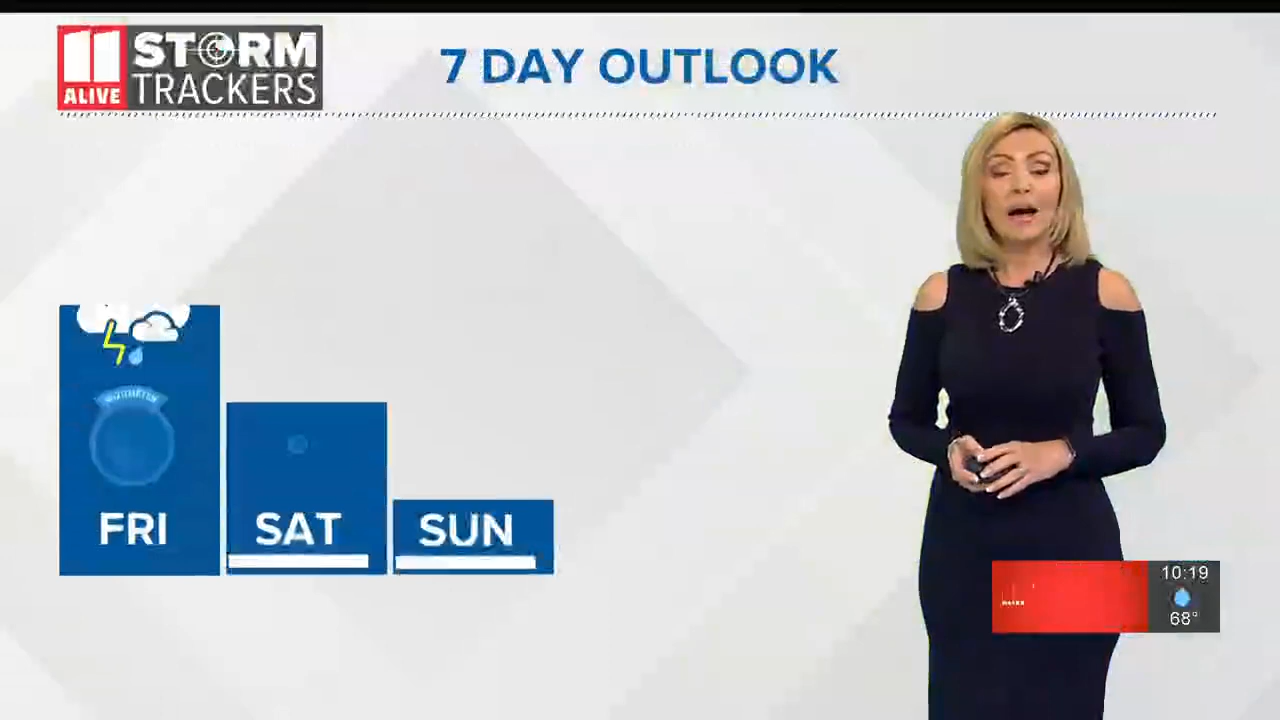 11
ALIVE
STORM
TRACKERS
7 DAY OUTLOOK
FRI
SAT
SUN
10:19
68°